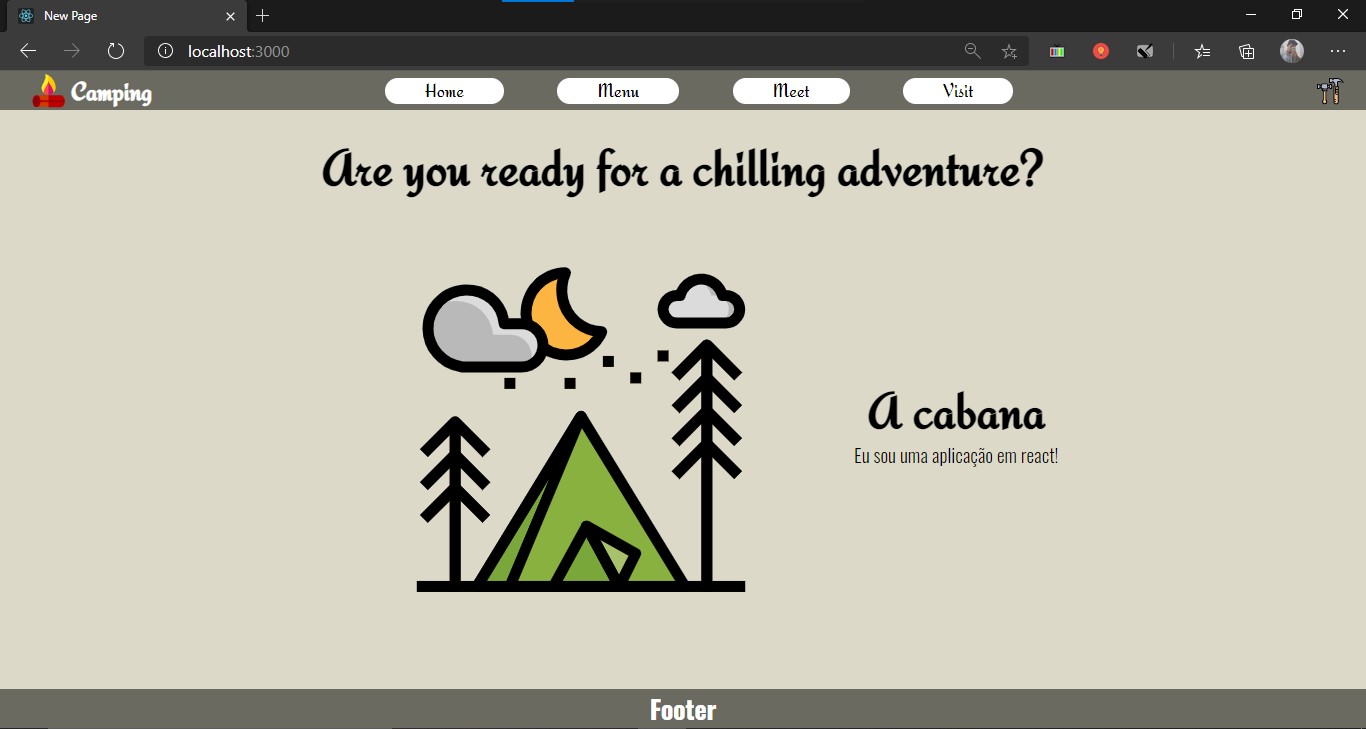 New Page
localhost:3000
Camping
Home
Menu
Meet
Visit
Are you ready for a chilling adventure?
A cabana
Eu sou uma aplicação em react!
Footer